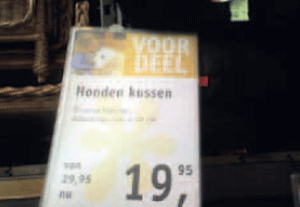 VOOR
DEEL
Honden kussen
van
29,95
nu
19,95